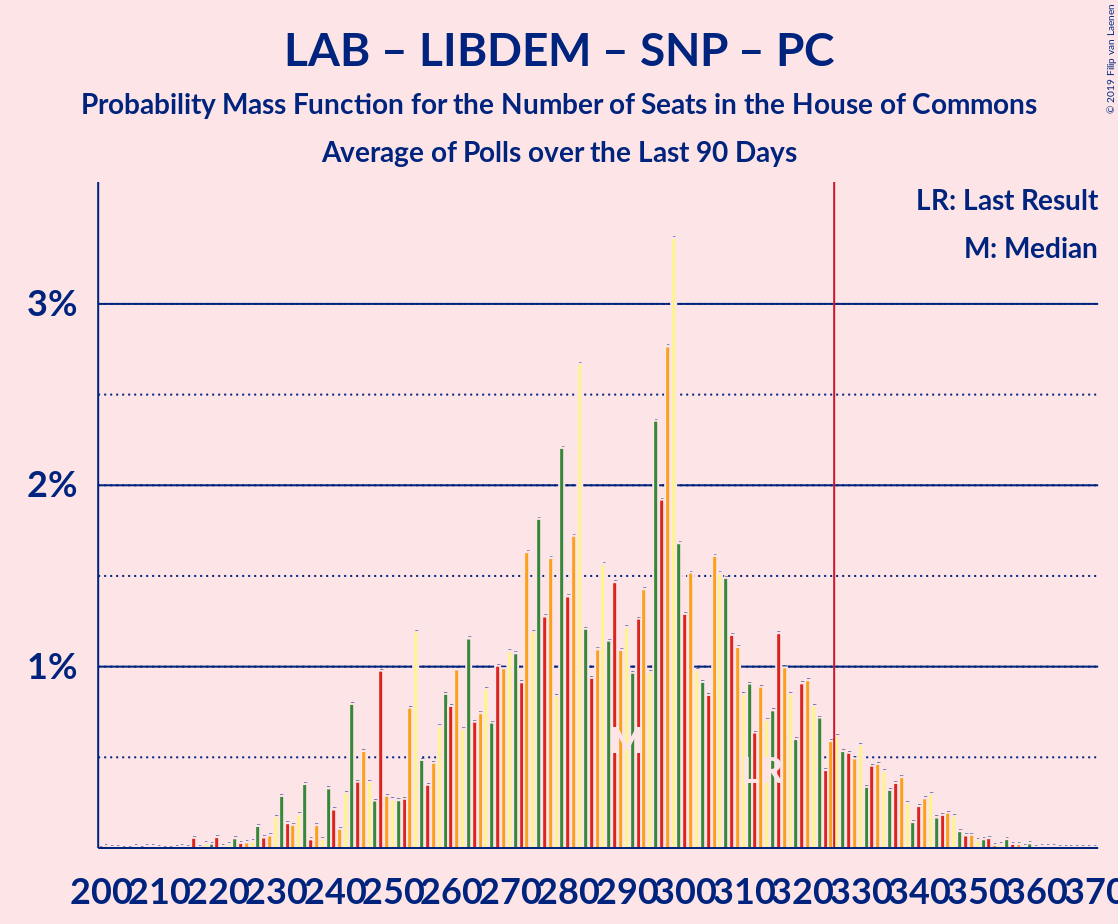 LAB – LIBDEM – SNP – PC
Probability Mass Function for the Number of Seats in the House of Commons
Average of Polls over the Last 90 Days
© 2019 Filip van Laenen
LR: Last Result
M: Median
3%
2%
1%
M
LR
200 210 220 230 240 250 260 270 280 290 300 310 320 330 340 350 360 370